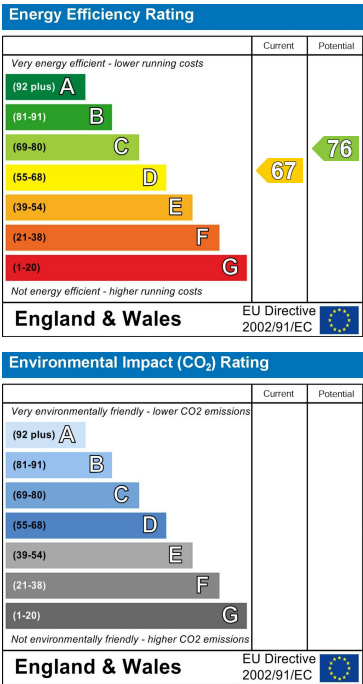 Energy Efficiency Rating
Current Potential
Very energy efficient - lower running costs
(92 plus) A
(81-91) B
(69-80) C
76
(55-68) D
67
(39-54) E
(21-38) F
(1-20) G
Not energy efficient - higher running costs
England & Wales
EU Directive
2002/91/EC
Environmental Impact (CO₂) Rating
Current Potential
Very environmentally friendly - lower CO2 emissions
(92 plus) A
(81-91) B
(69-80) C
(55-68) D
(39-54) E
(21-38) F
(1-20) G
Not environmentally friendly - higher CO2 emissions
England & Wales
EU Directive
2002/91/EC